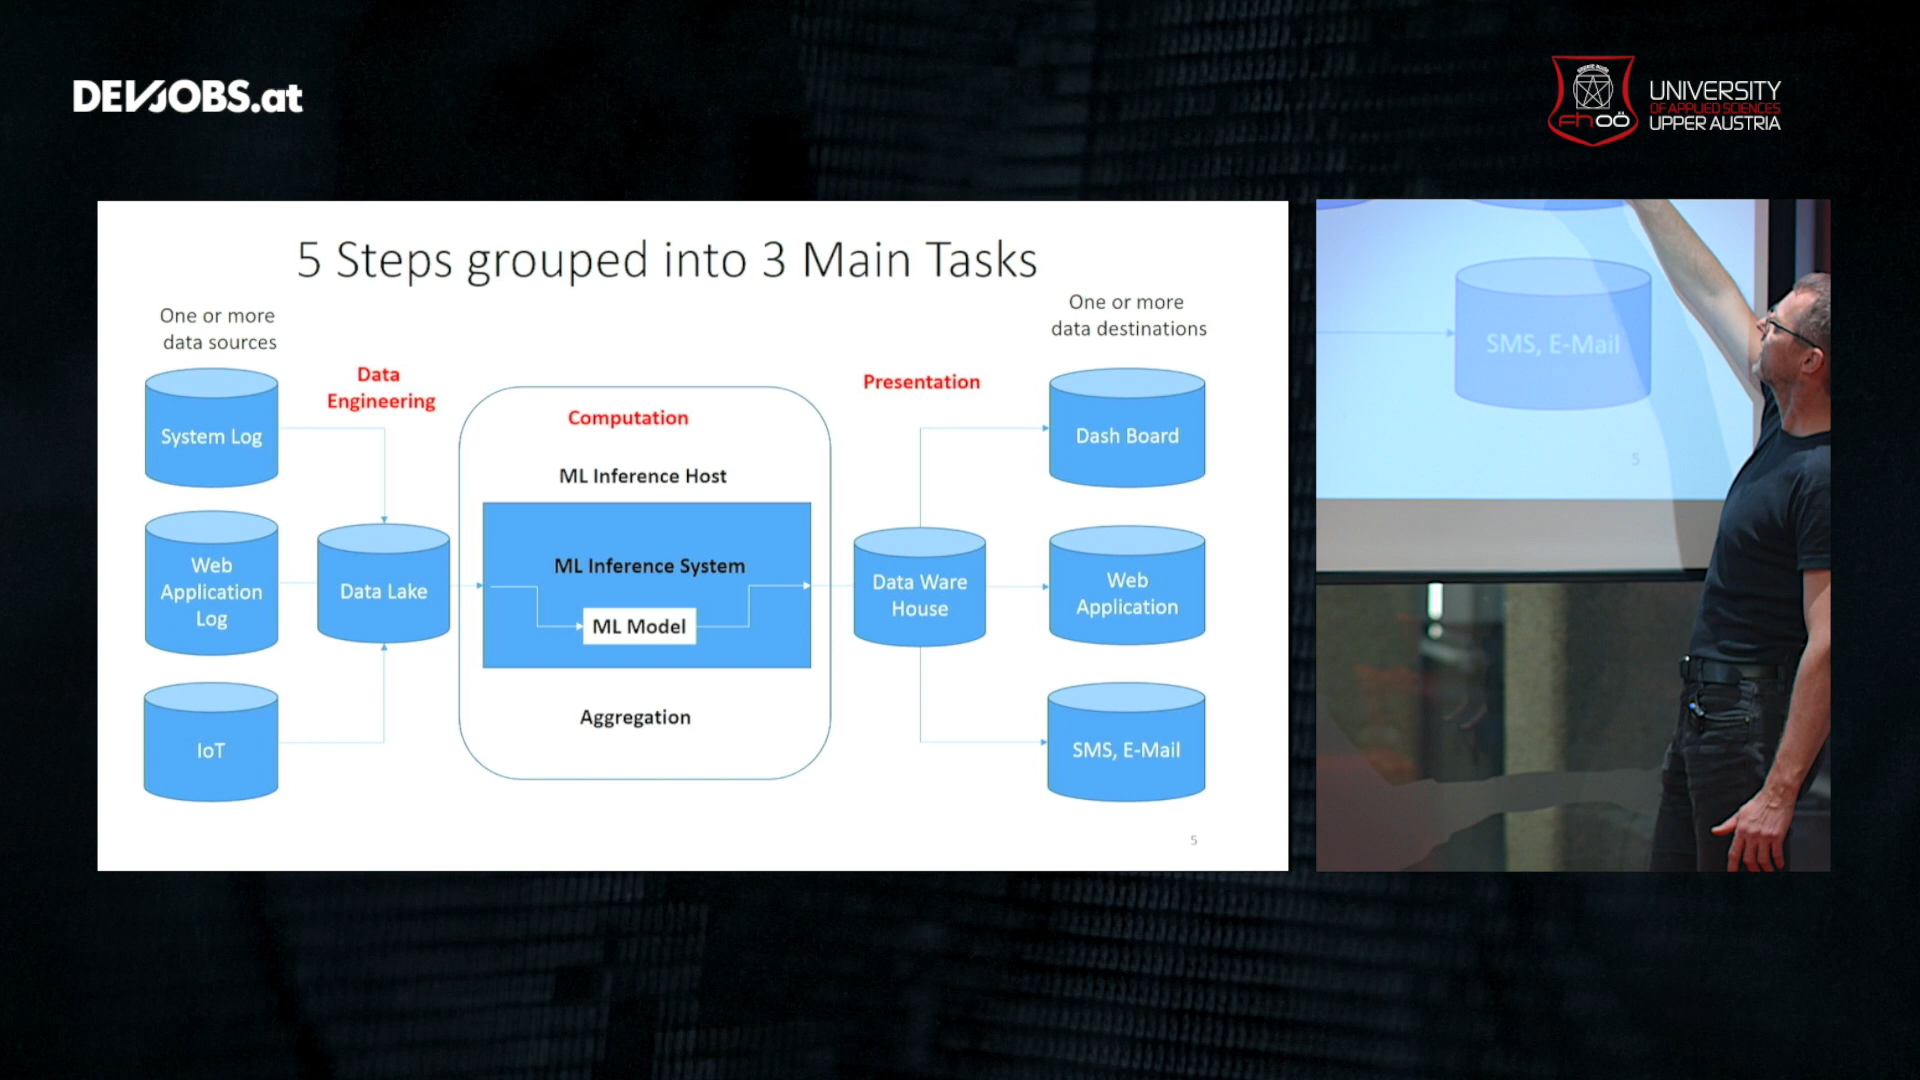 DEVJOBS.at
FH OÖ
UNIVERSITY
OF APPLIED SCIENCES
UPPER AUSTRIA
5 Steps grouped into 3 Main Tasks
One or more
data sources
One or more
data destinations
Data
Engineering
Computation
Presentation
System Log
Web
Application
Log
IoT
Data Lake
ML Inference Host
ML Inference System
ML Model
Aggregation
Data Ware
House
Dash Board
Web
Application
SMS, E-Mail
5
SMS, E-Mail
5